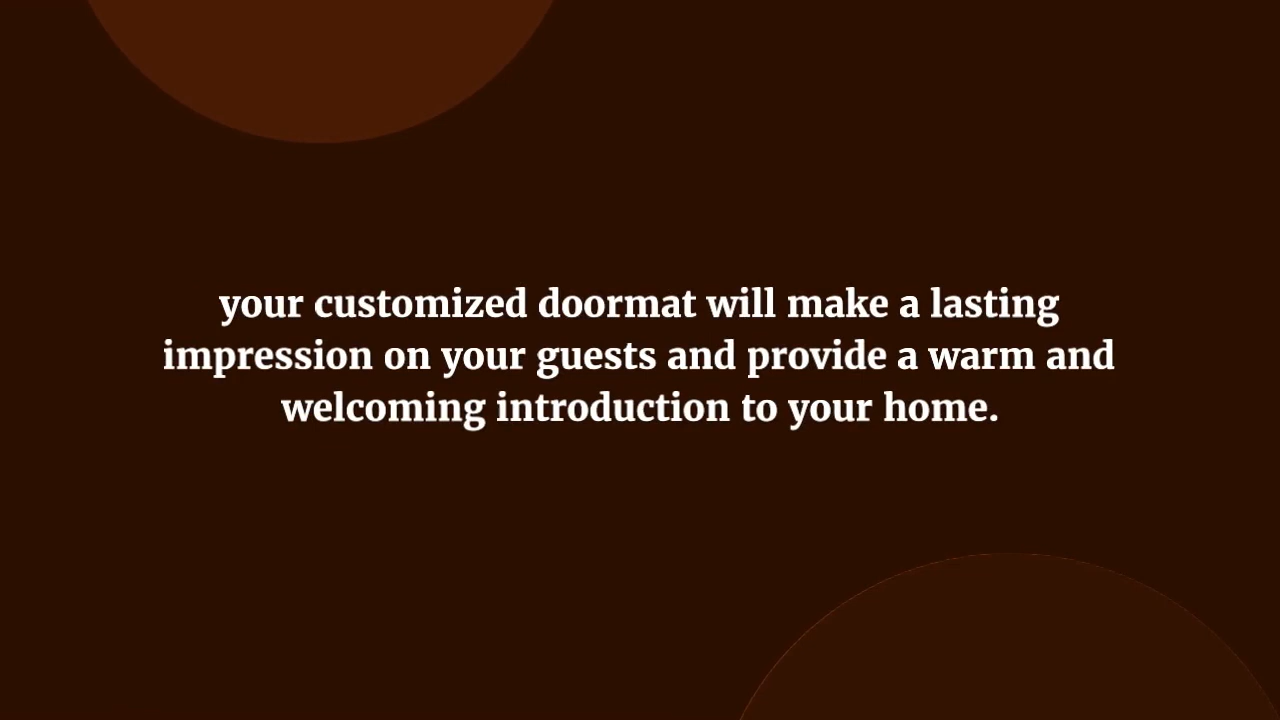 your customized doormat will make a lasting
impression on your guests and provide a warm and
welcoming introduction to your home.